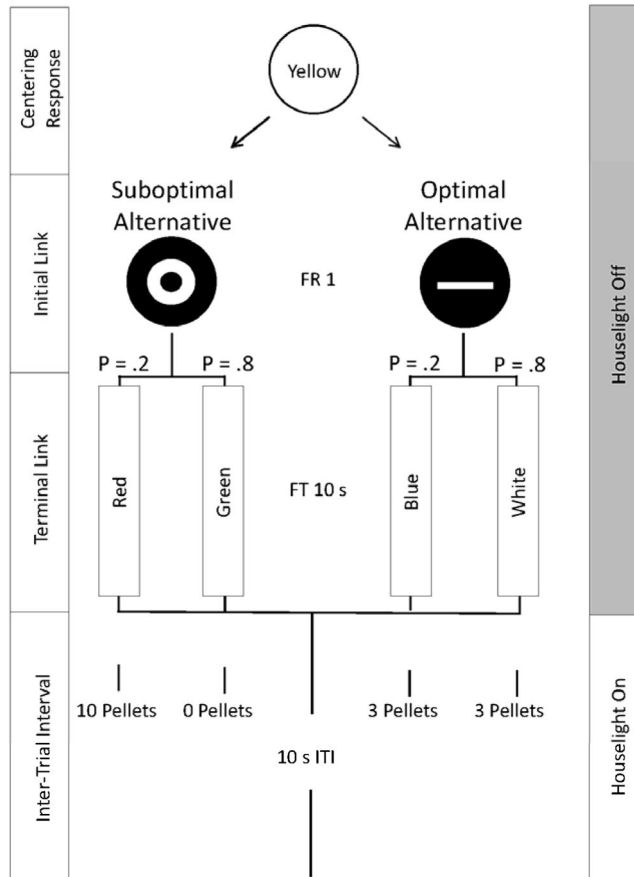 Centering
Response
Yellow
Suboptimal
Alternative
Optimal
Alternative
Initial Link
FR 1
Houselight Off
P = .2
P = .8
P = .2
P = .8
Terminal Link
Red
Green
FT 10 s
Blue
White
Inter-Trial Interval
10 Pellets
0 Pellets
3 Pellets
3 Pellets
Houselight On
10 s ITI